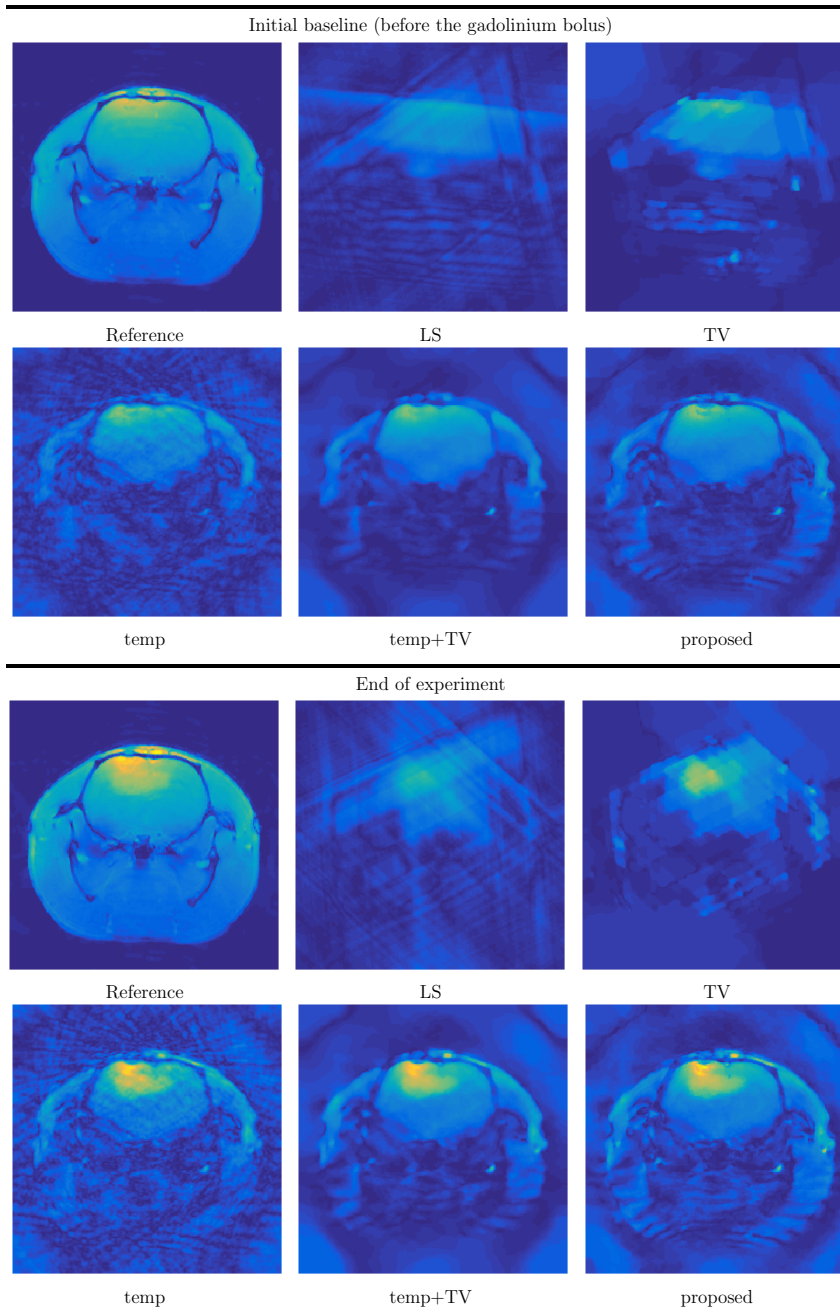 Initial baseline (before the gadolinium bolus)
Reference LS TV
temp temp+TV proposed
End of experiment
Reference LS TV
temp temp+TV proposed